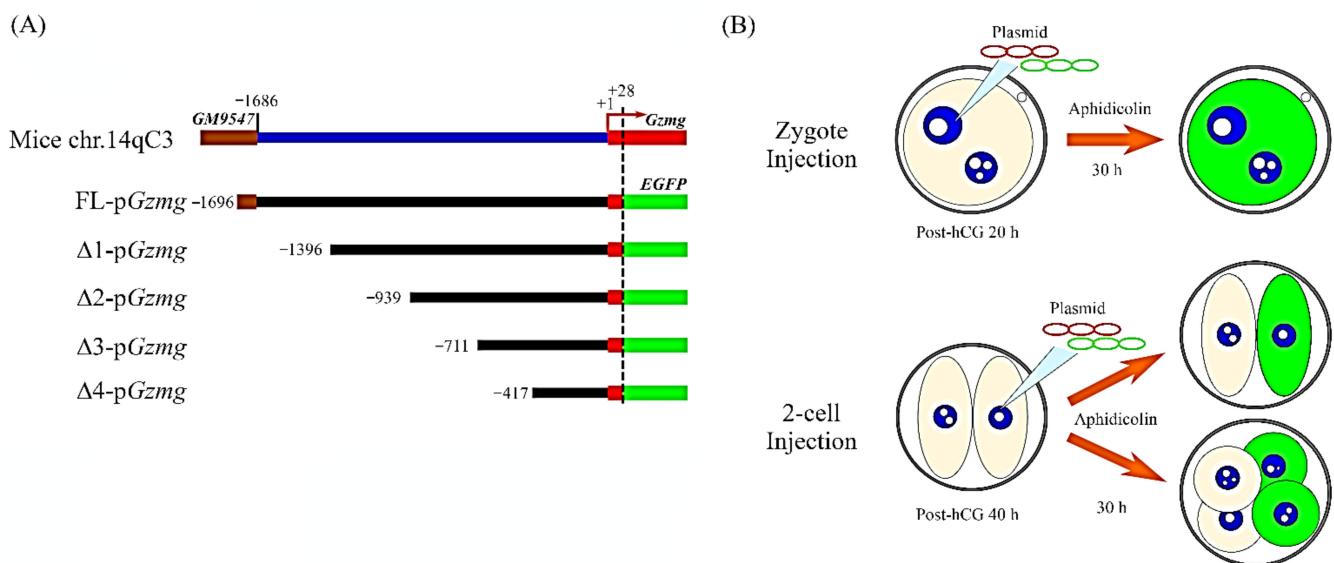 (A)
GM9547
−1686
+1
+28
Gzmg
Mice chr.14qC3
EGFP
FL-pGzmg
−1696
Δ1-pGzmg
−1396
Δ2-pGzmg
−939
Δ3-pGzmg
−711
Δ4-pGzmg
−417
(B)
Plasmid
Zygote
Injection
Aphidicolin
30 h
Post-hCG 20 h
Plasmid
2-cell
Injection
Aphidicolin
30 h
Post-hCG 40 h